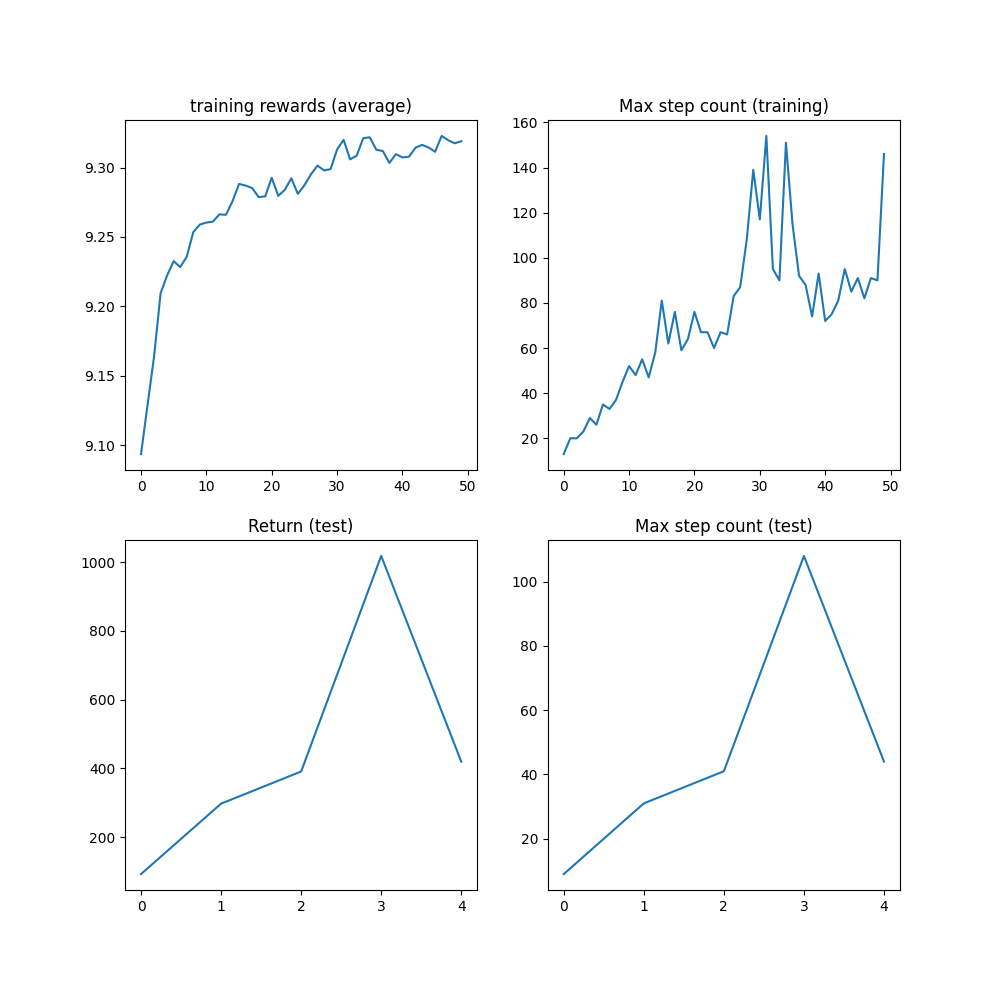 training rewards (average)
9.30
9.25
9.20
9.15
9.10
0 10 20 30 40 50
Max step count (training)
160
140
120
100
80
60
40
20
0 10 20 30 40 50
Return (test)
1000
800
600
400
200
0 1 2 3 4
Max step count (test)
100
80
60
40
20
0 1 2 3 4